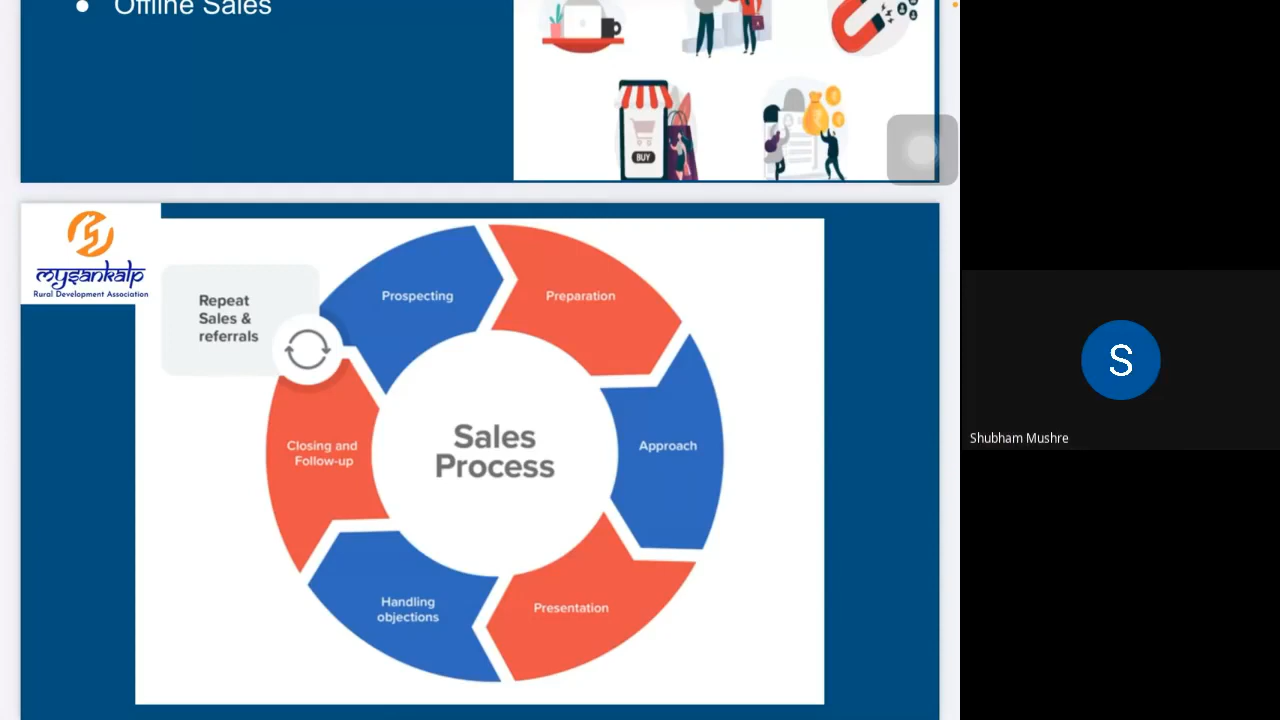 ● Offline Sales
BUY
mysankalp
Rural Development Association
Repeat
Sales &
referrals
Prospecting
Preparation
Approach
Presentation
Handling
objections
Closing and
Follow-up
Sales
Process
S
Shubham Mushre